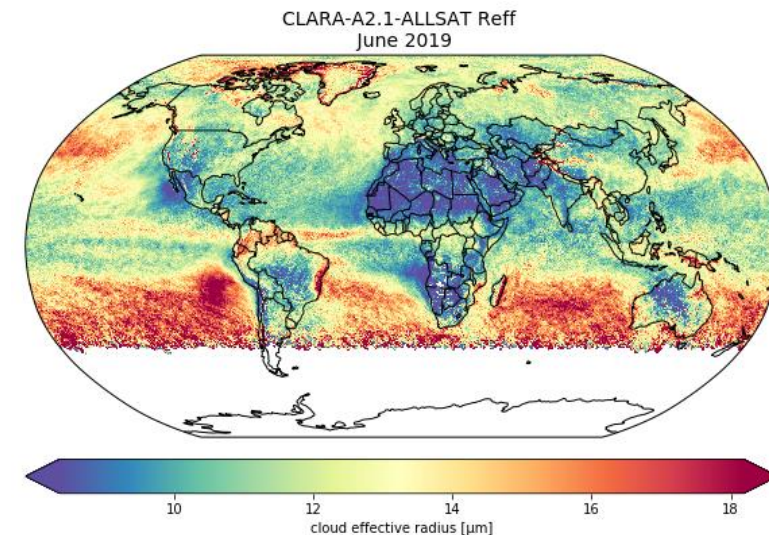 CLARA-A2.1-ALLSAT Reff
June 2019
10 12 14 16 18
cloud effective radius [µm]